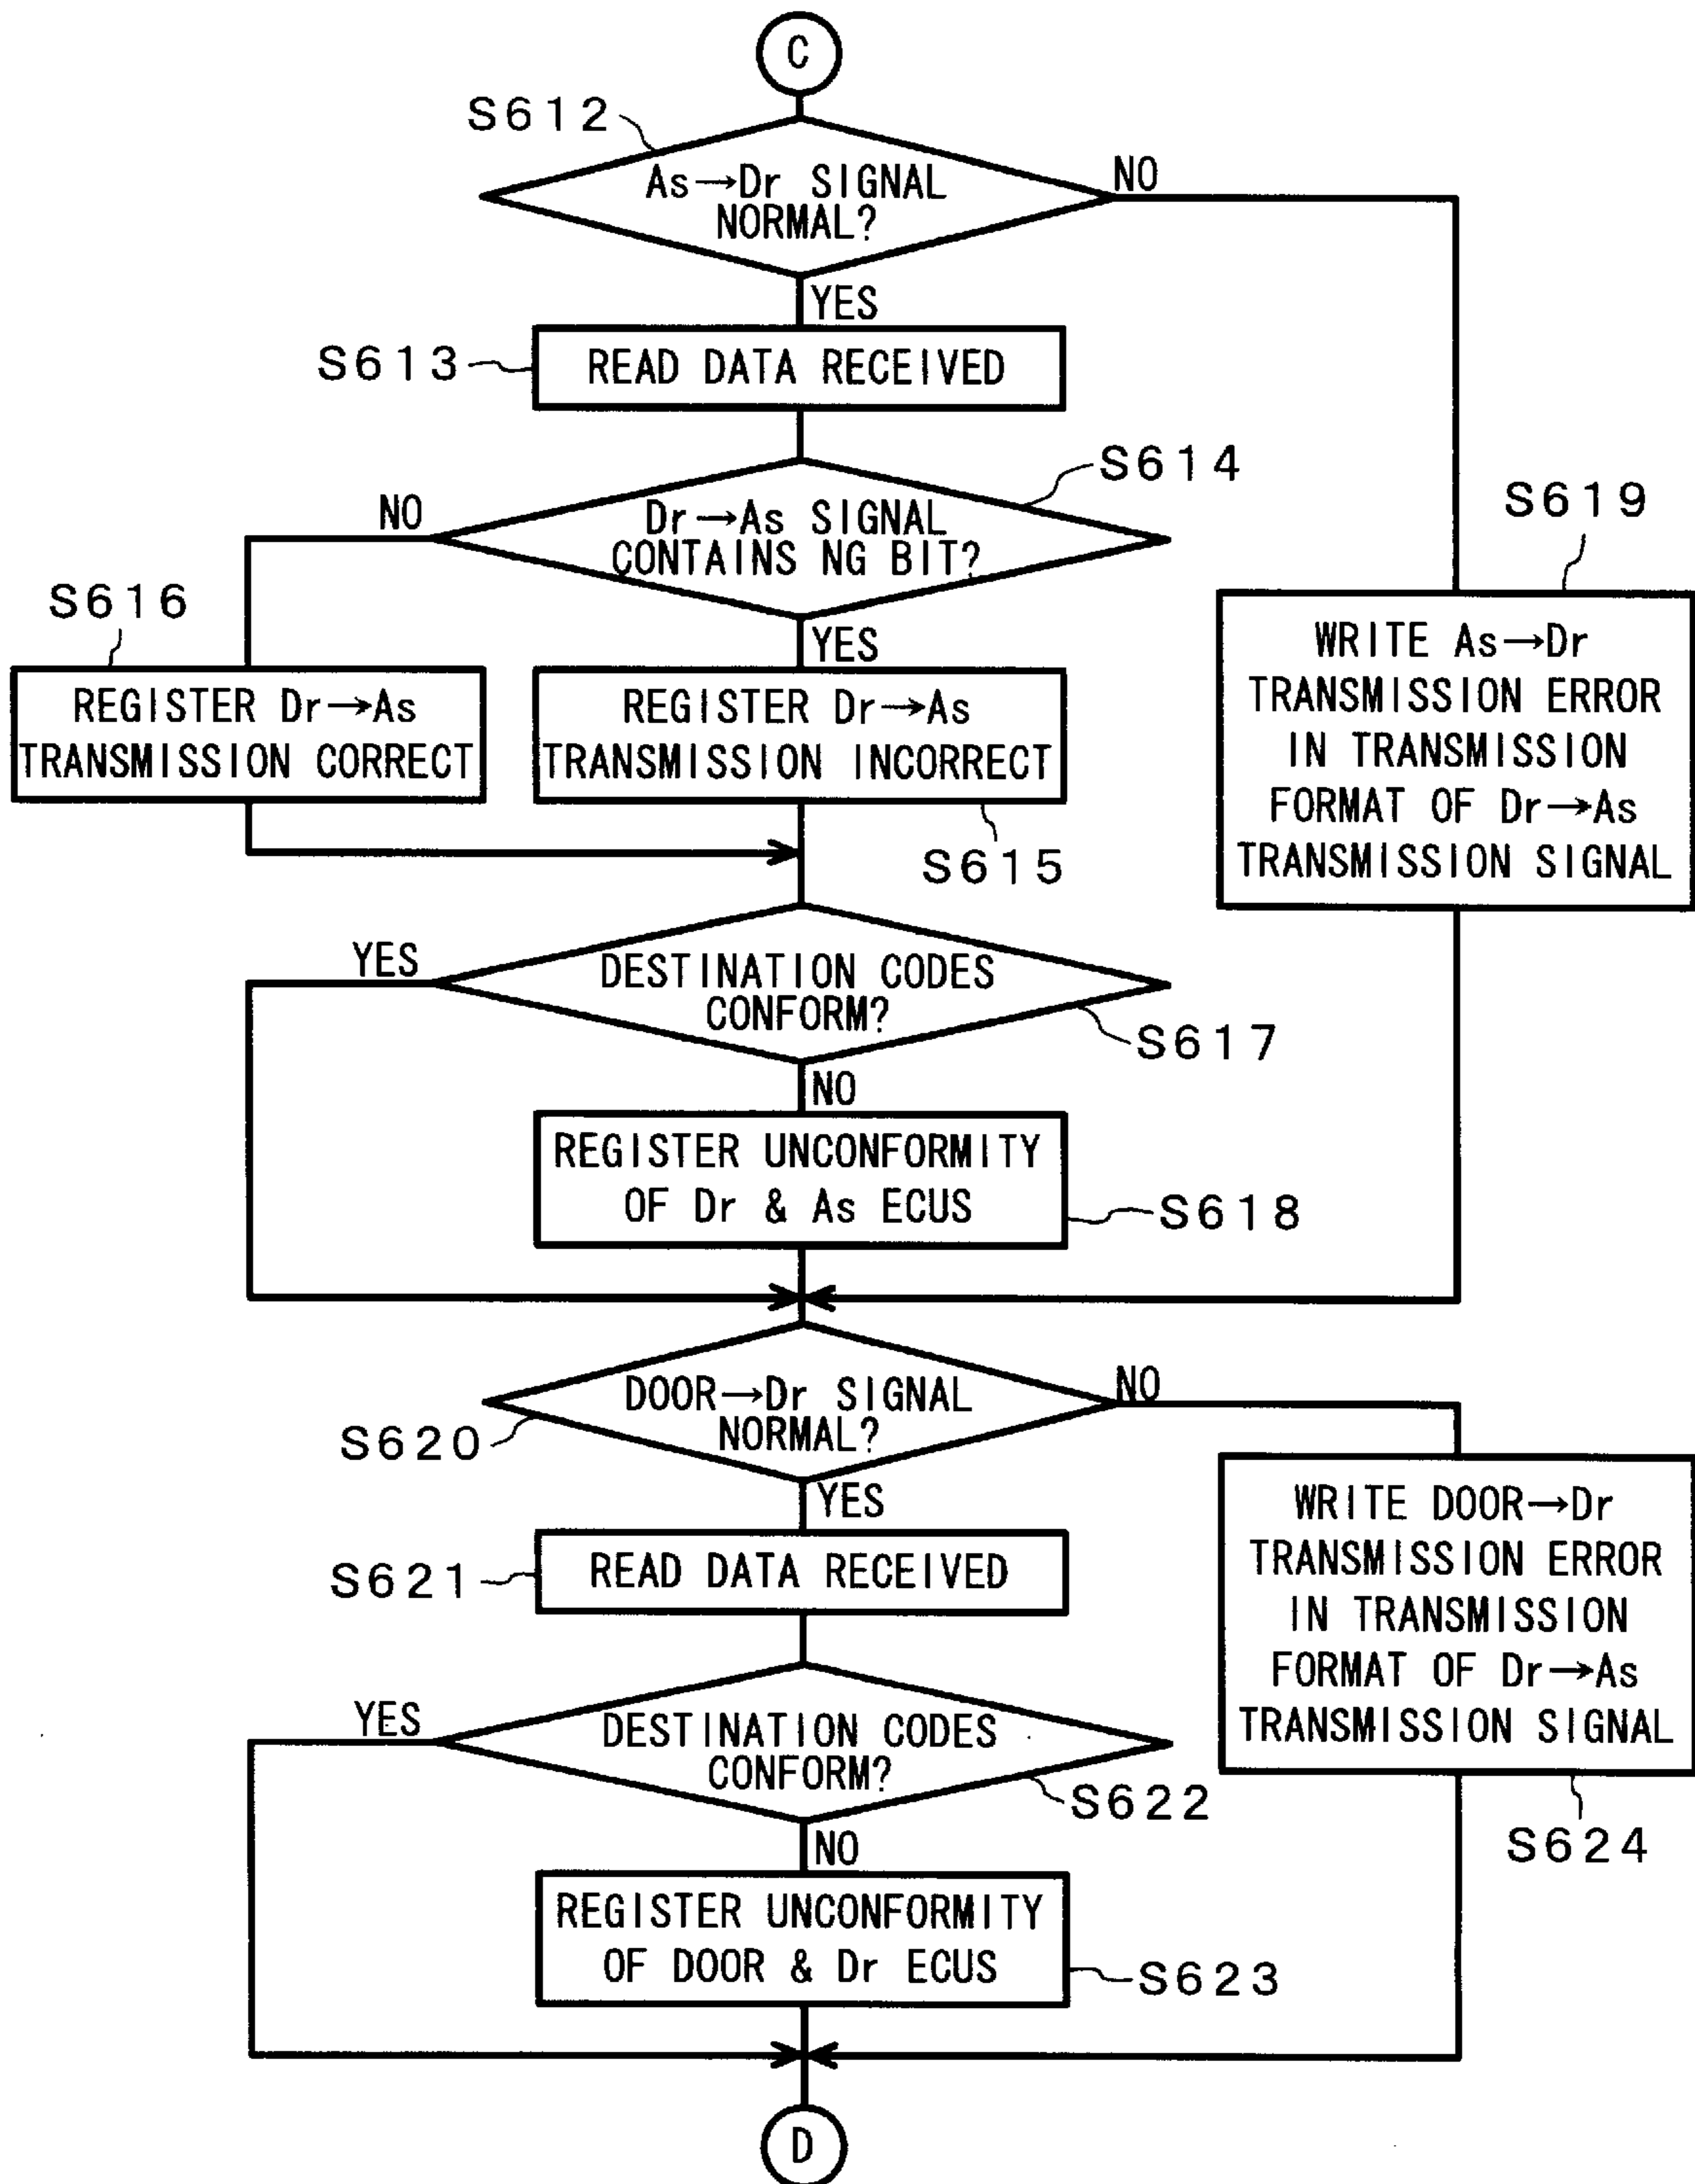 C
S612
As→Dr SIGNAL
NORMAL?
NO
YES
S613
READ DATA RECEIVED
S614
NO
Dr→As SIGNAL
CONTAINS NG BIT?
S616
YES
REGISTER Dr→As
TRANSMISSION CORRECT
REGISTER Dr→As
TRANSMISSION INCORRECT
S615
S619
WRITE As→Dr
TRANSMISSION ERROR
IN TRANSMISSION
FORMAT OF Dr→As
TRANSMISSION SIGNAL
YES
DESTINATION CODES
CONFORM?
S617
NO
REGISTER UNCONFORMITY
OF Dr & As ECUS
S618
DOOR→Dr SIGNAL
NORMAL?
NO
S620
YES
S621
READ DATA RECEIVED
WRITE DOOR→Dr
TRANSMISSION ERROR
IN TRANSMISSION
FORMAT OF Dr→As
TRANSMISSION SIGNAL
S624
YES
DESTINATION CODES
CONFORM?
S622
NO
REGISTER UNCONFORMITY
OF DOOR & Dr ECUS
S623
D